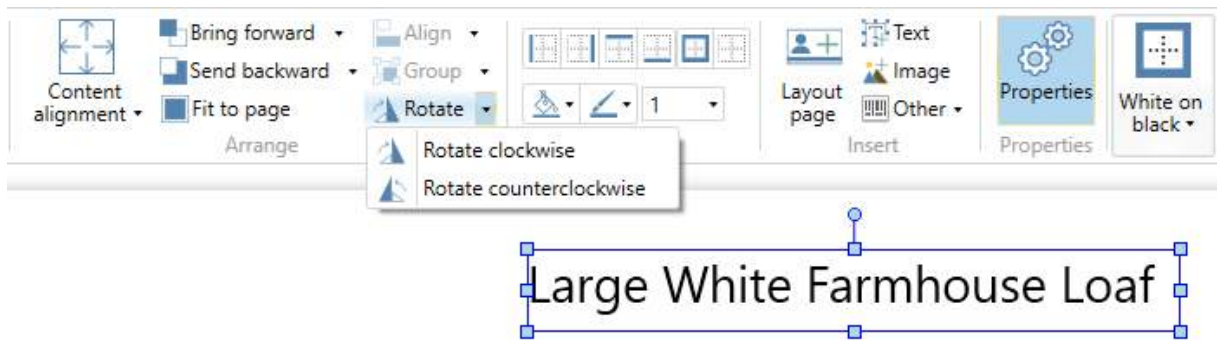 Content
alignment
Bring forward
Send backward
Fit to page
Align
Group
Rotate
Arrange
1
Layout
page
Text
Image
Other
Insert
Properties
Properties
White on
black
Rotate clockwise
Rotate counterclockwise
Large White Farmhouse Loaf